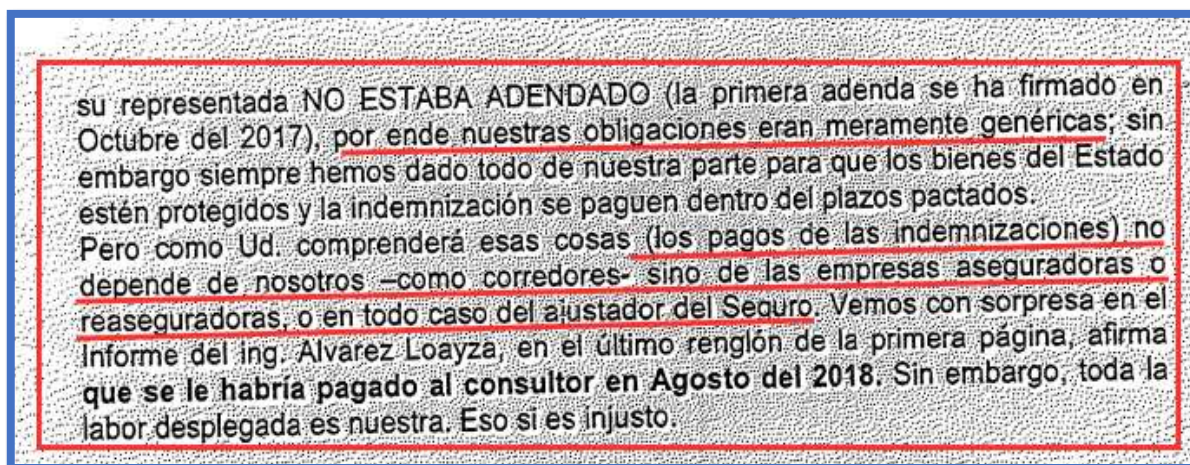 su representada NO ESTABA ADENDADO (la primera adenda se ha firmado en
Octubre del 2017), por ende nuestras obligaciones eran meramente genéricas; sin
embargo siempre hemos dado todo de nuestra parte para que los bienes del Estado
estén protegidos y la indemnización se paguen dentro del plazos pactados.
Pero como Ud. comprenderá esas cosas (los pagos de las indemnizaciones) no
depende de nosotros –como corredores- sino de las empresas aseguradoras o
reaseguradoras, o en todo caso del ajustador del Seguro. Vemos con sorpresa en el
Informe del ing. Alvarez Loayza, en el último renglón de la primera página, afirma
que se le habría pagado al consultor en Agosto del 2018. Sin embargo, toda la
labor desplegada es nuestra. Eso si es injusto.